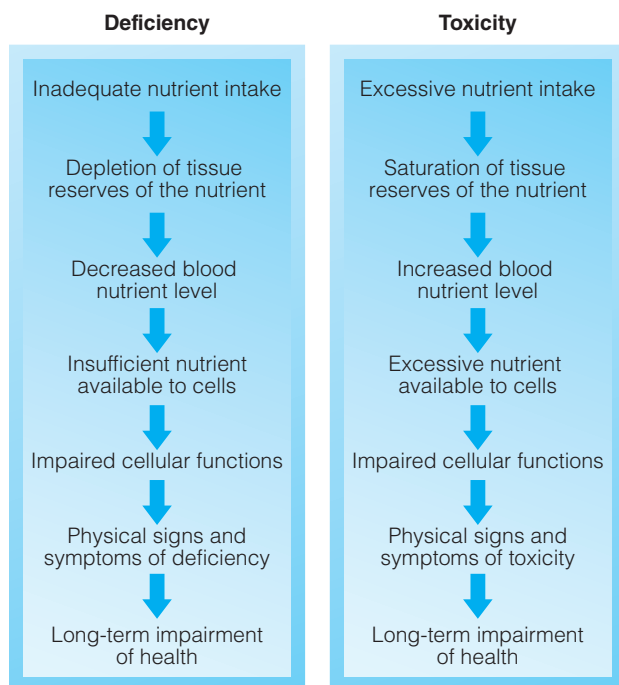 Deficiency
Inadequate nutrient intake
Depletion of tissue
reserves of the nutrient
Decreased blood
nutrient level
Insufficient nutrient
available to cells
Impaired cellular functions
Physical signs and
symptoms of deficiency
Long-term impairment
of health
Toxicity
Excessive nutrient intake
Saturation of tissue
reserves of the nutrient
Increased blood
nutrient level
Excessive nutrient
available to cells
Impaired cellular functions
Physical signs and
symptoms of toxicity
Long-term impairment
of health